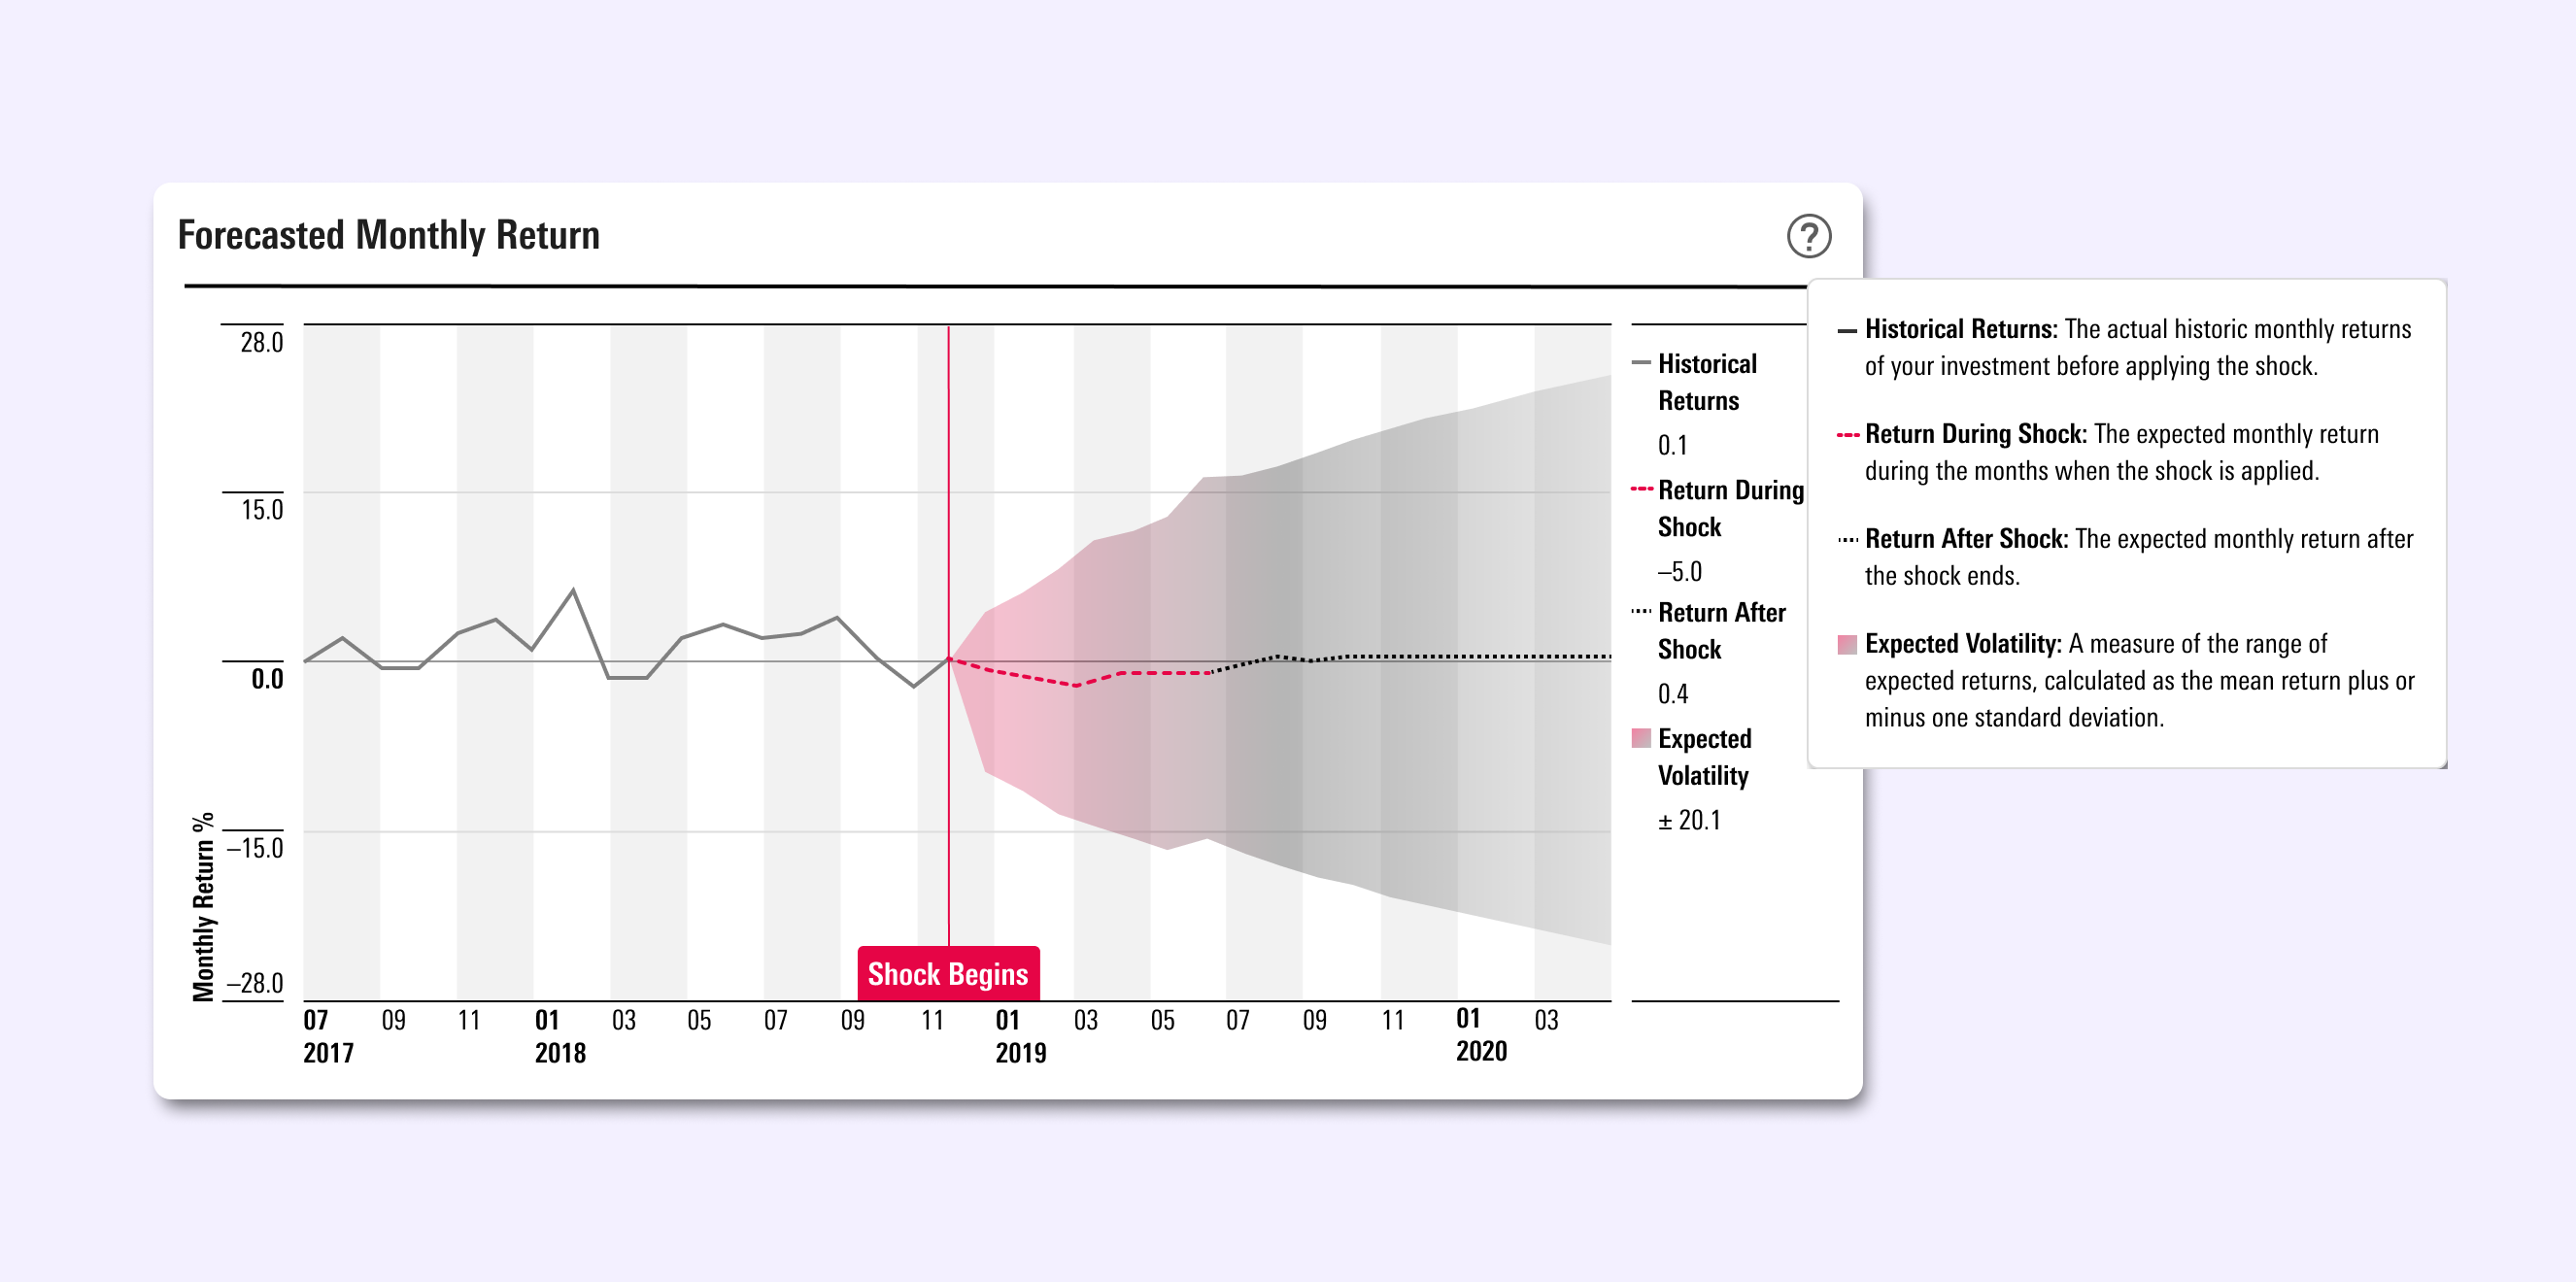 Forecasted Monthly Return
?
28.0
15.0
0.0
–15.0
–28.0
Monthly Return %
Shock Begins
07
2017
09
11
01
2018
03
05
07
09
11
01
2019
03
05
07
09
11
01
2020
03
Historical
Returns
0.1
Return During
Shock
–5.0
Return After
Shock
0.4
Expected
Volatility
± 20.1
Historical Returns: The actual historic monthly returns
of your investment before applying the shock.
Return During Shock: The expected monthly return
during the months when the shock is applied.
Return After Shock: The expected monthly return after
the shock ends.
Expected Volatility: A measure of the range of
expected returns, calculated as the mean return plus or
minus one standard deviation.